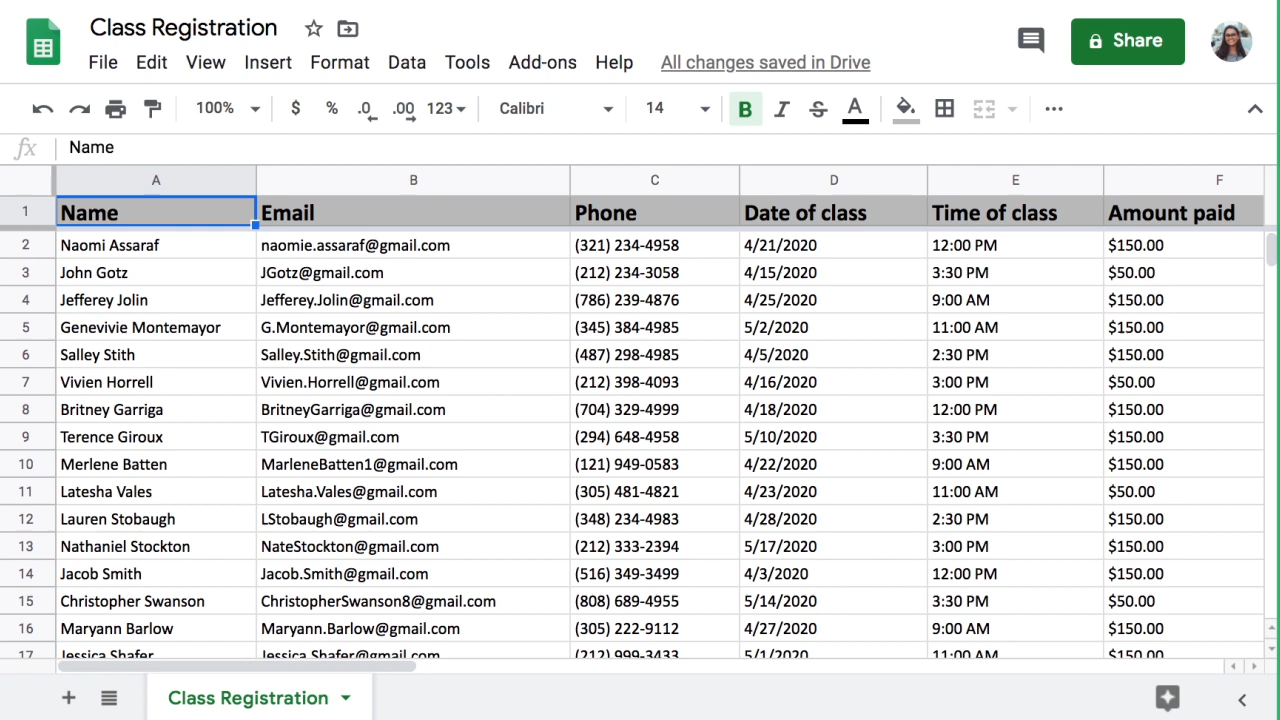 Class Registration
File Edit View Insert Format Data Tools Add-ons Help All changes saved in Drive
Share
100% $ % .0 .00 123 Calibri 14 B I S A
fx Name
A B C D E F
1 Name Email Phone Date of class Time of class Amount paid
2 Naomi Assaraf naomie.assaraf@gmail.com (321) 234-4958 4/21/2020 12:00 PM $150.00
3 John Gotz JGotz@gmail.com (212) 234-3058 4/15/2020 3:30 PM $50.00
4 Jefferey Jolin Jefferey.Jolin@gmail.com (786) 239-4876 4/25/2020 9:00 AM $150.00
5 Genevivie Montemayor G.Montemayor@gmail.com (345) 384-4985 5/2/2020 11:00 AM $150.00
6 Salley Stith Salley.Stith@gmail.com (487) 298-4985 4/5/2020 2:30 PM $150.00
7 Vivien Horrell Vivien.Horrell@gmail.com (212) 398-4093 4/16/2020 3:00 PM $50.00
8 Britney Garriga BritneyGarriga@gmail.com (704) 329-4999 4/18/2020 12:00 PM $150.00
9 Terence Giroux TGiroux@gmail.com (294) 648-4958 5/10/2020 3:30 PM $150.00
10 Merlene Batten MarleneBatten1@gmail.com (121) 949-0583 4/22/2020 9:00 AM $150.00
11 Latesha Vales Latesha.Vales@gmail.com (305) 481-4821 4/23/2020 11:00 AM $50.00
12 Lauren Stobaugh LStobaugh@gmail.com (348) 234-4983 4/28/2020 2:30 PM $150.00
13 Nathaniel Stockton NateStockton@gmail.com (212) 333-2394 5/17/2020 3:00 PM $150.00
14 Jacob Smith Jacob.Smith@gmail.com (516) 349-3499 4/3/2020 12:00 PM $150.00
15 Christopher Swanson ChristopherSwanson8@gmail.com (808) 689-4955 5/14/2020 3:30 PM $50.00
16 Maryann Barlow Maryann.Barlow@gmail.com (305) 222-9112 4/27/2020 9:00 AM $150.00
17 Jessica Shafer Jessica.Shafer@gmail.com (212) 999-3433 5/1/2020 11:00 AM $150.00
Class Registration